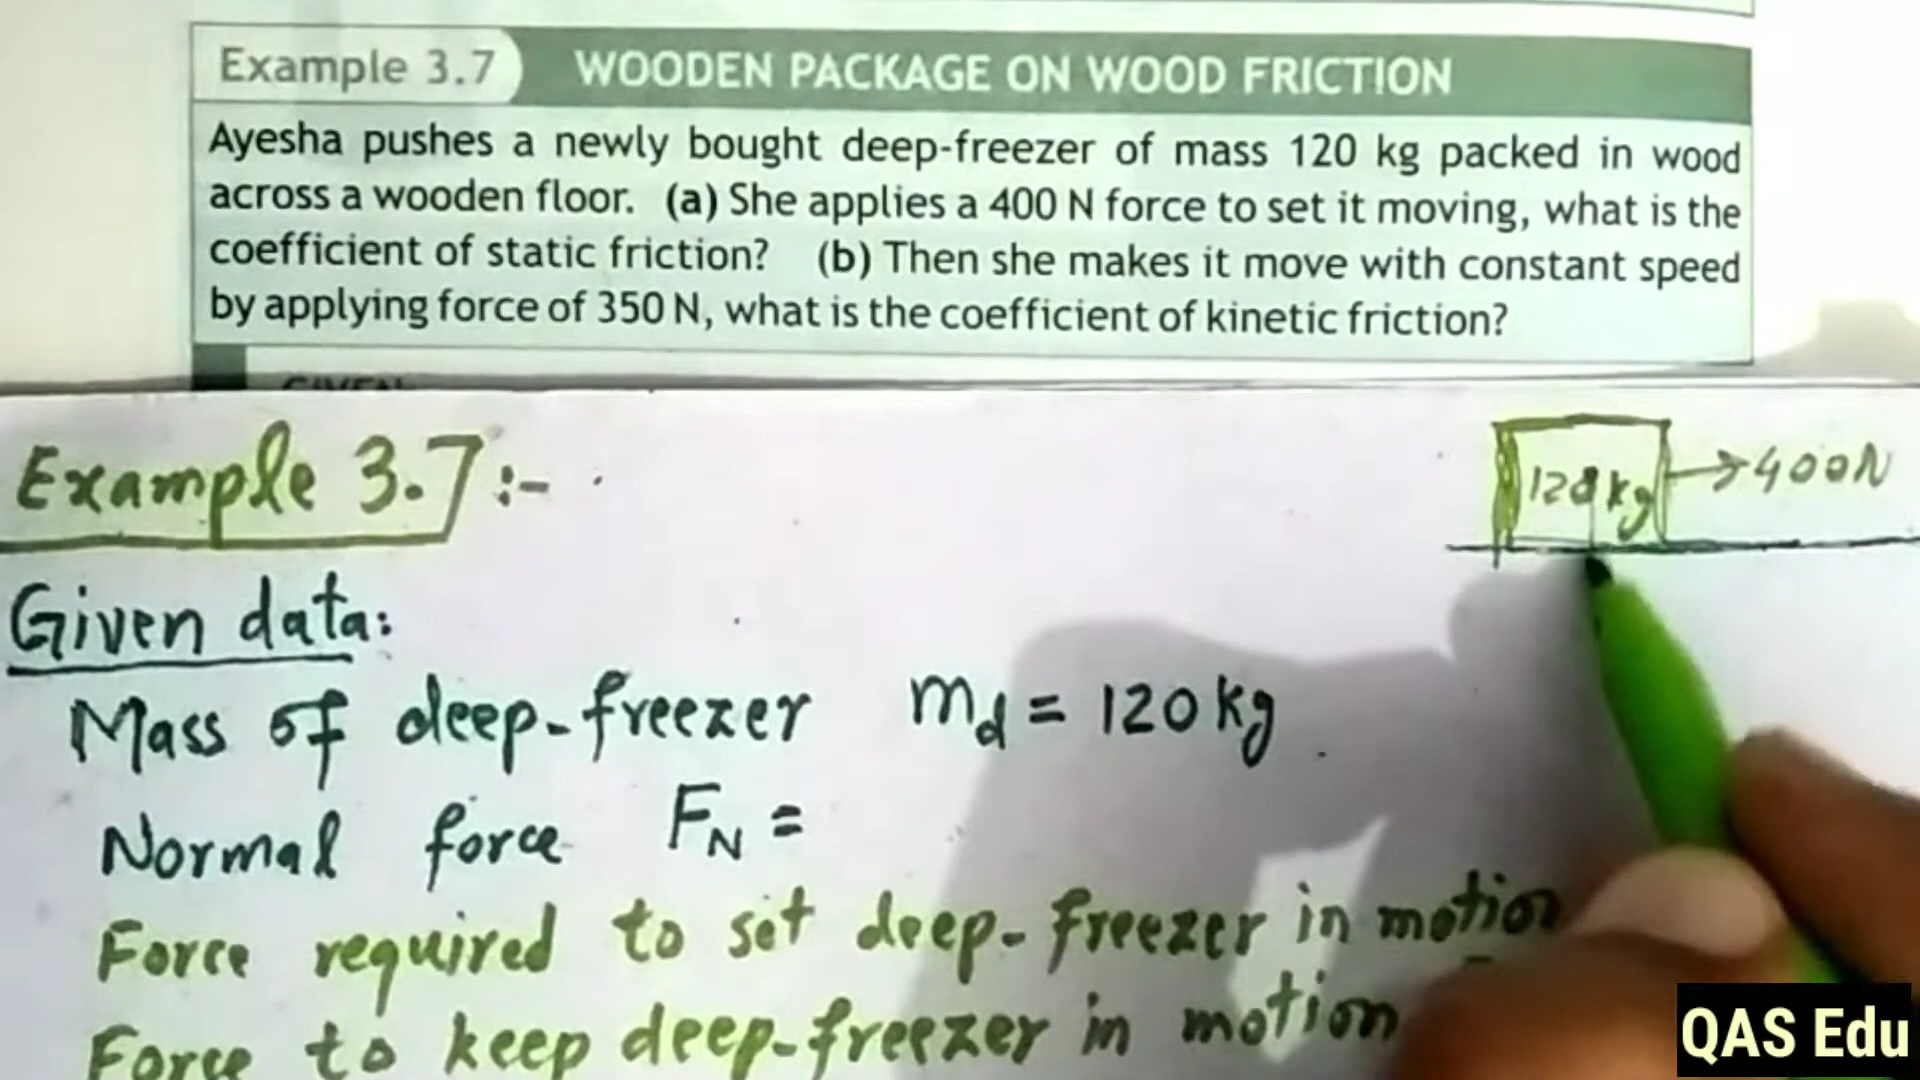 Example 3.7 WOODEN PACKAGE ON WOOD FRICTION
Ayesha pushes a newly bought deep-freezer of mass 120 kg packed in wood
across a wooden floor. (a) She applies a 400 N force to set it moving, what is the
coefficient of static friction? (b) Then she makes it move with constant speed
by applying force of 350 N, what is the coefficient of kinetic friction?
Example 3.7:-
120 kg → 400N
Given data:
Mass of deep-freezer md = 120 kg
Normal force FN =
Force required to set deep-freezer in motion
Force to keep deep-freezer in motion
QAS Edu